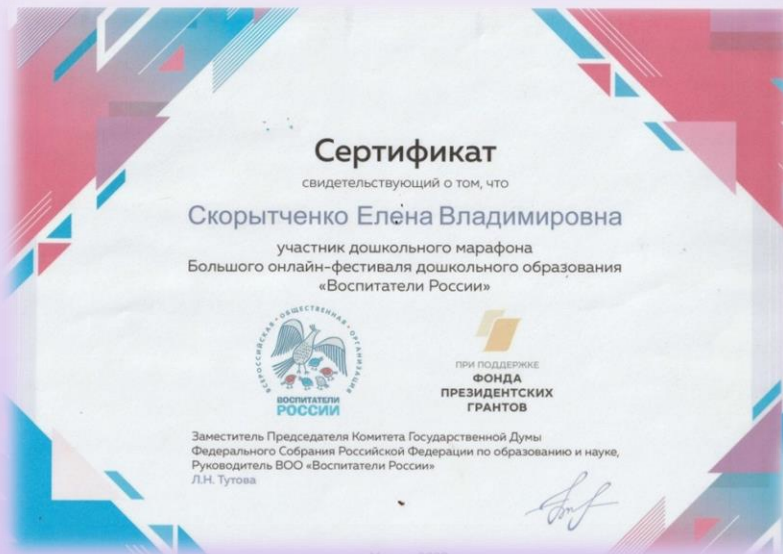 Сертификат
свидетельствующий о том, что
Скорытченко Елена Владимировна
участник дошкольного марафона
Большого онлайн-фестиваля дошкольного образования
«Воспитатели России»
ВСЕРОССИЙСКАЯ • ОБЩЕСТВЕННАЯ • ОРГАНИЗАЦИЯ
ВОСПИТАТЕЛИ
РОССИИ
ПРИ ПОДДЕРЖКЕ
ФОНДА
ПРЕЗИДЕНТСКИХ
ГРАНТОВ
Заместитель Председателя Комитета Государственной Думы
Федерального Собрания Российской Федерации по образованию и науке,
Руководитель ВОО «Воспитатели России»
Л.Н. Тутова